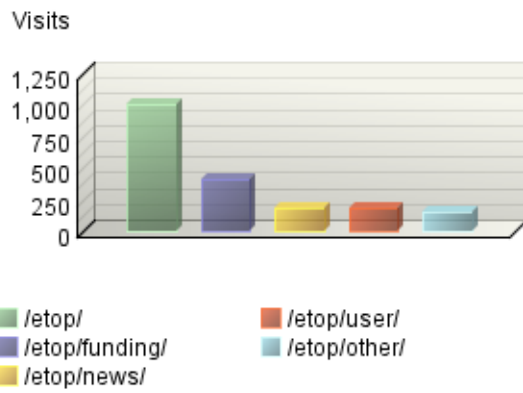 Visits
1,250
1,000
750
500
250
0
/etop/
/etop/funding/
/etop/news/
/etop/user/
/etop/other/